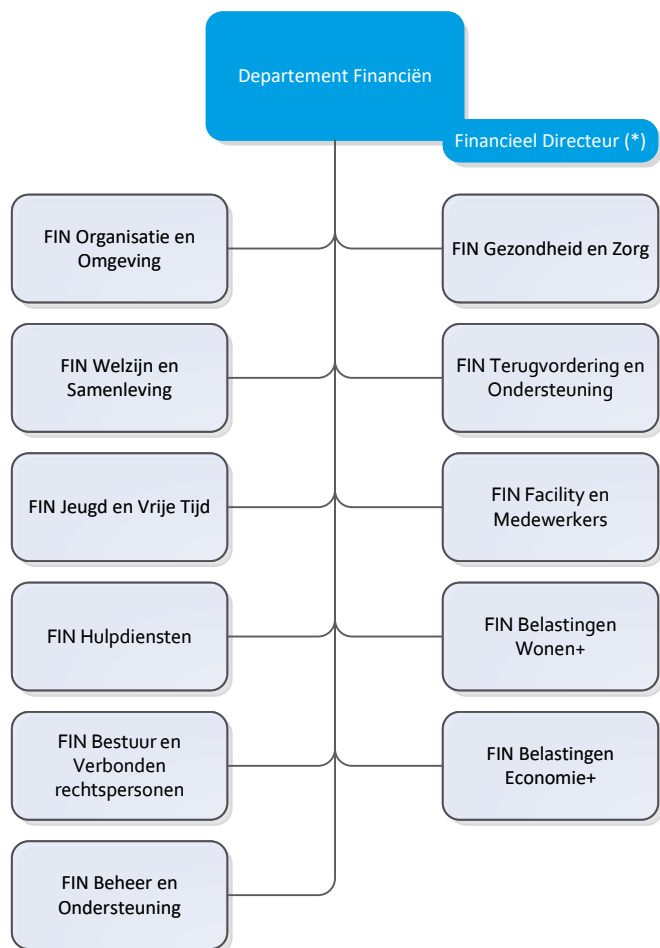 Departement Financiën
Financieel Directeur (*)
FIN Organisatie en
Omgeving
FIN Gezondheid en Zorg
FIN Welzijn en
Samenleving
FIN Terugvordering en
Ondersteuning
FIN Jeugd en Vrije Tijd
FIN Facility en
Medewerkers
FIN Hulpdiensten
FIN Belastingen
Wonen+
FIN Bestuur en
Verbonden
rechtspersonen
FIN Belastingen
Economie+
FIN Beheer en
Ondersteuning